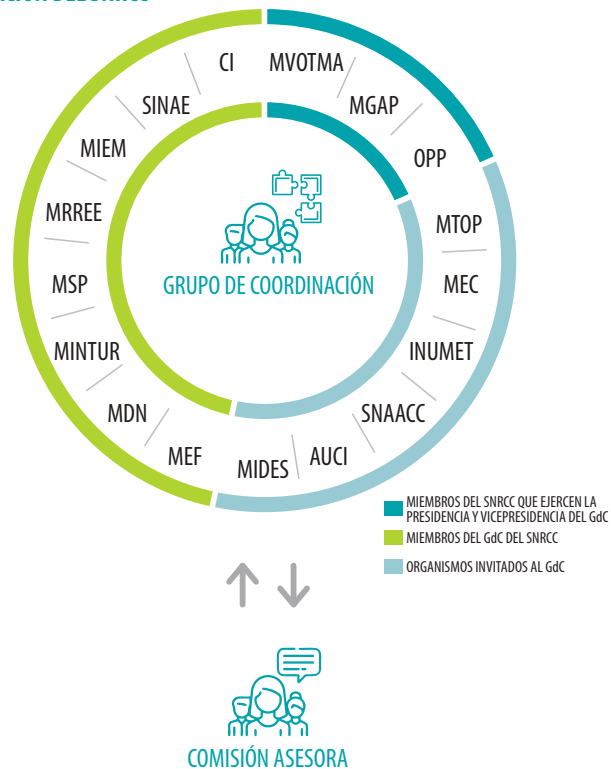 CI
MVOTMA
SINAE
MGAP
MIEM
OPP
MRREE
MTOP
MSP
MEC
MINTUR
INUMET
MDN
SNAACC
MEF
MIDES
AUCI
GRUPO DE COORDINACIÓN
MIEMBROS DEL SNRCC QUE EJERCEN LA
PRESIDENCIA Y VICEPRESIDENCIA DEL GdC
MIEMBROS DEL GdC DEL SNRCC
ORGANISMOS INVITADOS AL GdC
COMISIÓN ASESORA